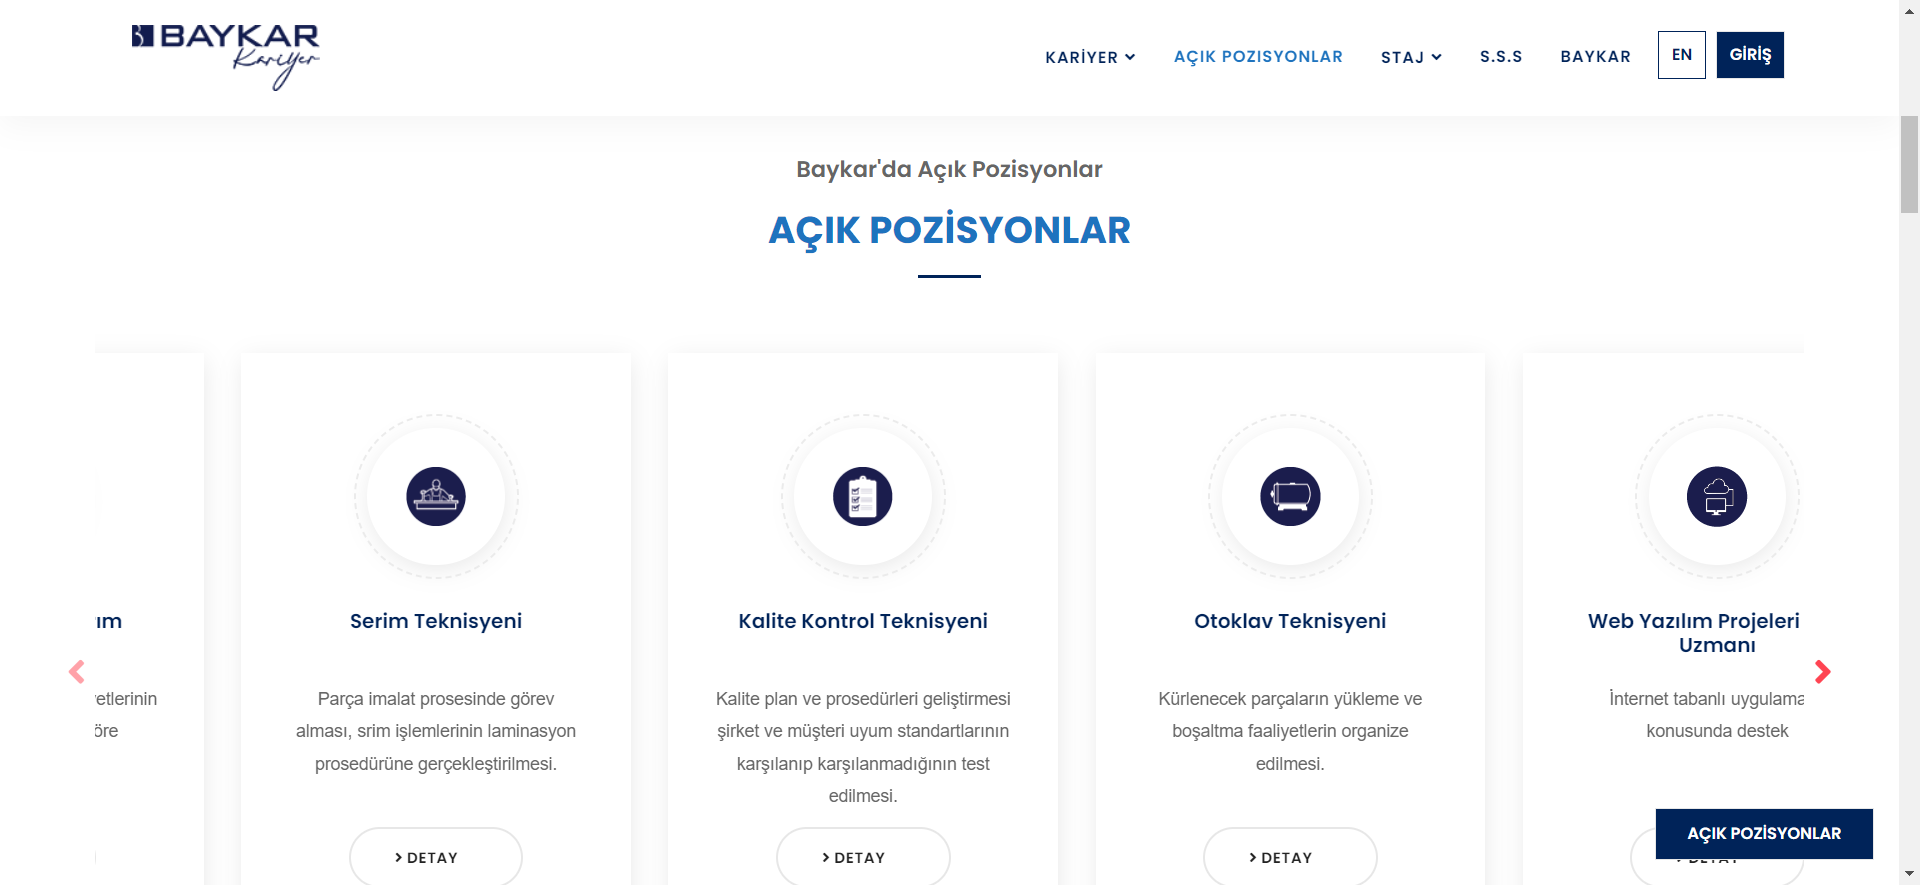 BAYKAR
Kariyer
KARİYER
AÇIK POZISYONLAR
STAJ
S.S.S
BAYKAR
EN
GİRİŞ
Baykar'da Açık Pozisyonlar
AÇIK POZİSYONLAR
Serim Teknisyeni
Parça imalat prosesinde görev
alması, srim işlemlerinin laminasyon
prosedürüne gerçekleştirilmesi.
DETAY
Kalite Kontrol Teknisyeni
Kalite plan ve prosedürleri geliştirmesi
şirket ve müşteri uyum standartlarının
karşılanıp karşılanmadığının test
edilmesi.
DETAY
Otoklav Teknisyeni
Kürlenecek parçaların yükleme ve
boşaltma faaliyetlerin organize
edilmesi.
DETAY
Web Yazılım Projeleri
Uzmanı
İnternet tabanlı uygulama
konusunda destek
AÇIK POZİSYONLAR